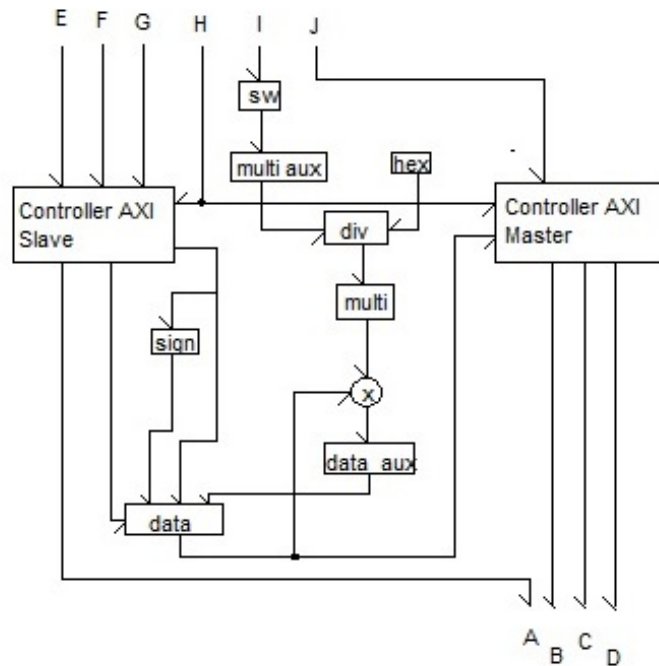 E F G H I J
sw
multi aux
hex
Controller AXI
Slave
div
Controller AXI
Master
multi
sign
x
data_aux
data
A B C D